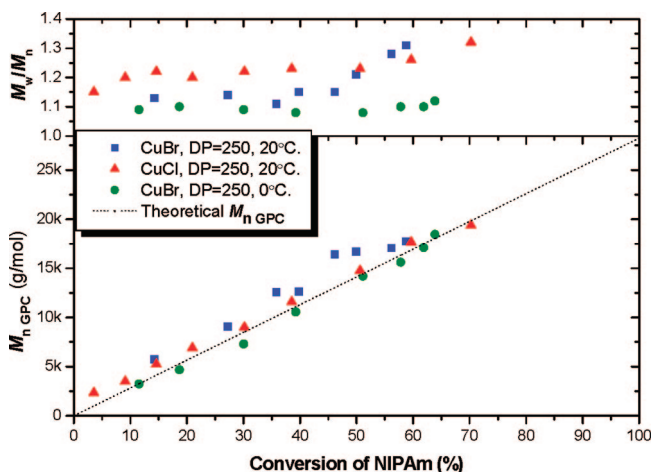 1.4
1.3
1.2
1.1
1.0
Mw/Mn
CuBr, DP=250, 20°C.
CuCl, DP=250, 20°C.
CuBr, DP=250, 0°C.
Theoretical Mn GPC
25k
20k
15k
10k
5k
0
Mn GPC (g/mol)
0 10 20 30 40 50 60 70 80 90 100
Conversion of NIPAm (%)